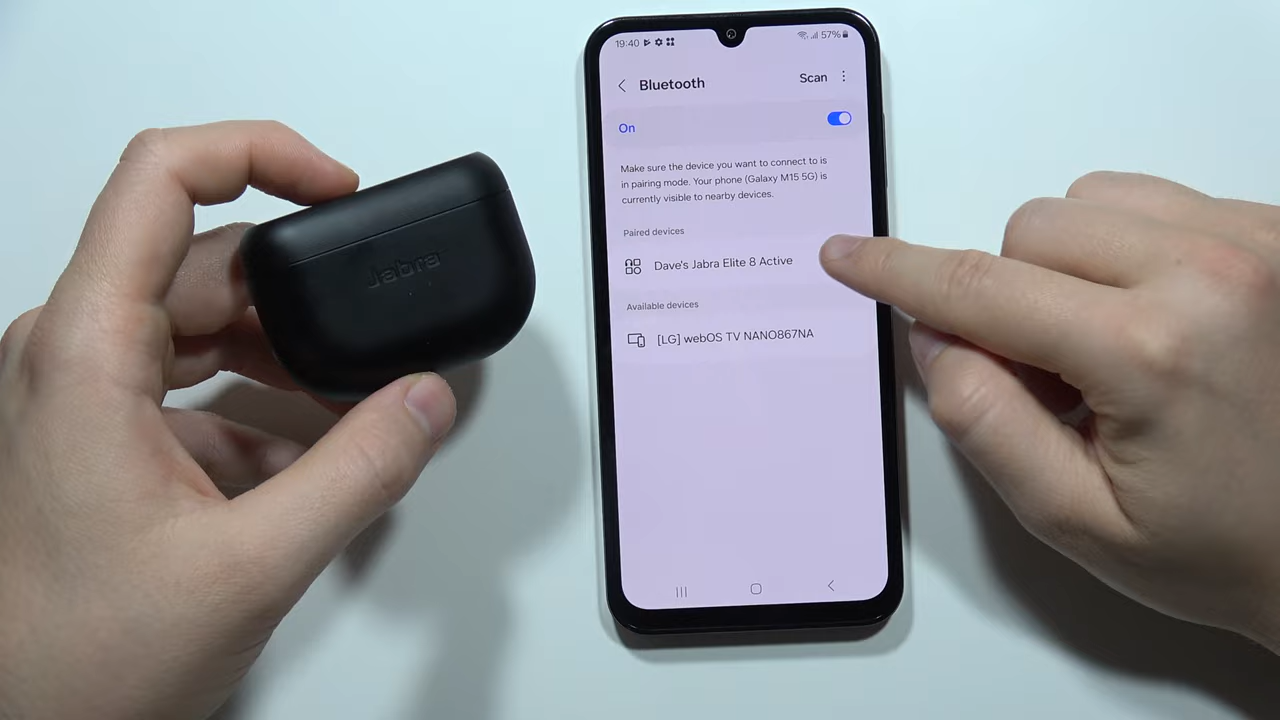 Jabra
19:40
57%
Bluetooth
Scan
On
Make sure the device you want to connect to is
in pairing mode. Your phone (Galaxy M15 5G) is
currently visible to nearby devices.
Paired devices
Dave's Jabra Elite 8 Active
Available devices
[LG] webOS TV NANO867NA